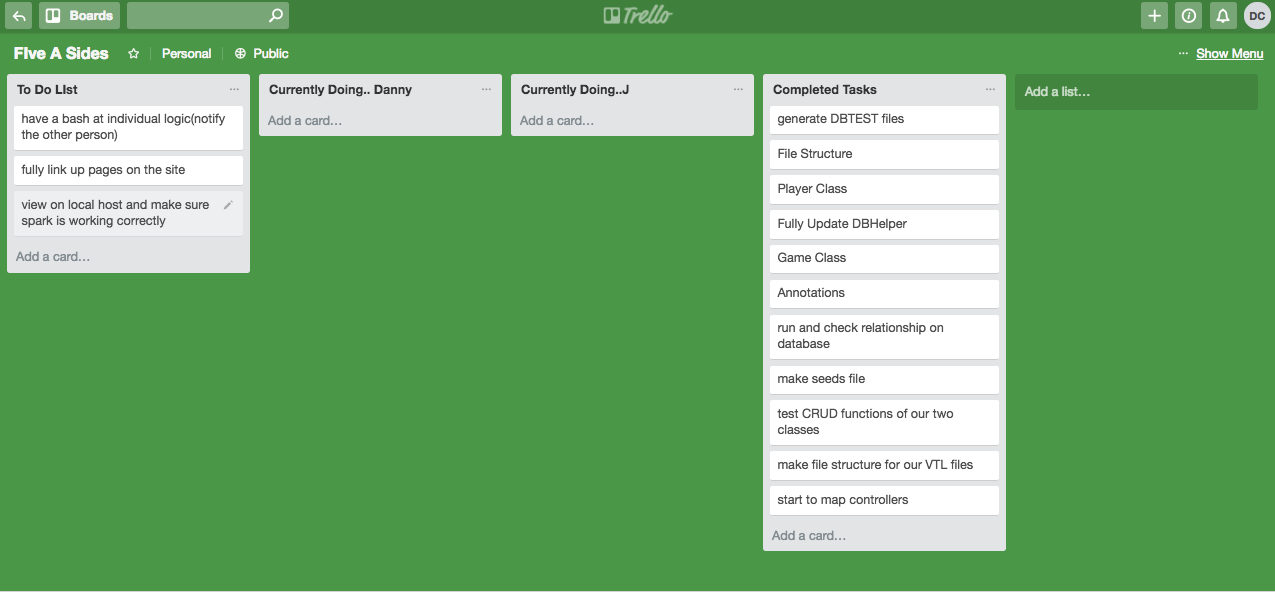 Boards
Trello
DC
FIve A Sides
Personal
Public
... Show Menu
To Do LIst
...
have a bash at individual logic(notify
the other person)
fully link up pages on the site
view on local host and make sure
spark is working correctly
Add a card...
Currently Doing.. Danny
...
Add a card...
Currently Doing..J
...
Add a card...
Completed Tasks
...
generate DBTEST files
File Structure
Player Class
Fully Update DBHelper
Game Class
Annotations
run and check relationship on
database
make seeds file
test CRUD functions of our two
classes
make file structure for our VTL files
start to map controllers
Add a card...
Add a list...